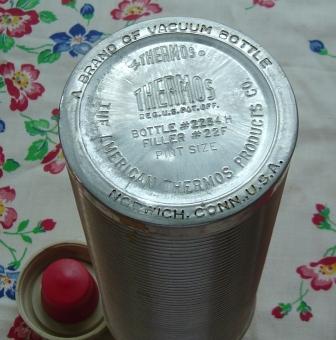 A BRAND OF VACUUM BOTTLE
THERMOS
THERMOS
REG. U.S. PAT. OFF.
BOTTLE #2284H
FILLER #22F
PINT SIZE
THE AMERICAN THERMOS PRODUCTS CO
NORWICH, CONN., U.S.A.